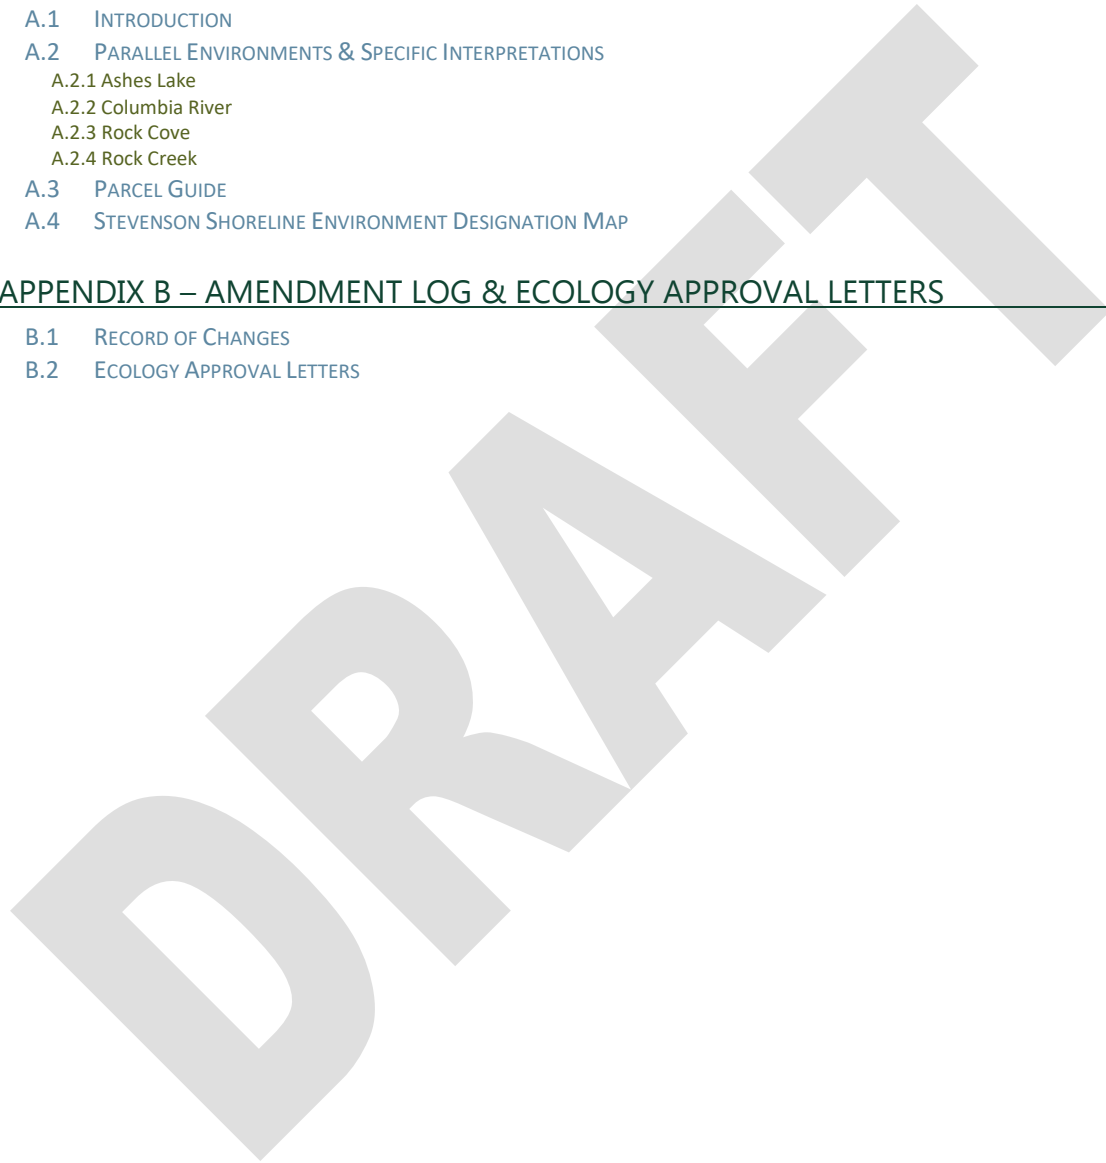 A.1 Introduction
A.2 Parallel Environments & Specific Interpretations
A.2.1 Ashes Lake
A.2.2 Columbia River
A.2.3 Rock Cove
A.2.4 Rock Creek
A.3 Parcel Guide
A.4 Stevenson Shoreline Environment Designation Map
APPENDIX B – AMENDMENT LOG & ECOLOGY APPROVAL LETTERS
B.1 Record of Changes
B.2 Ecology Approval Letters
DRAFT